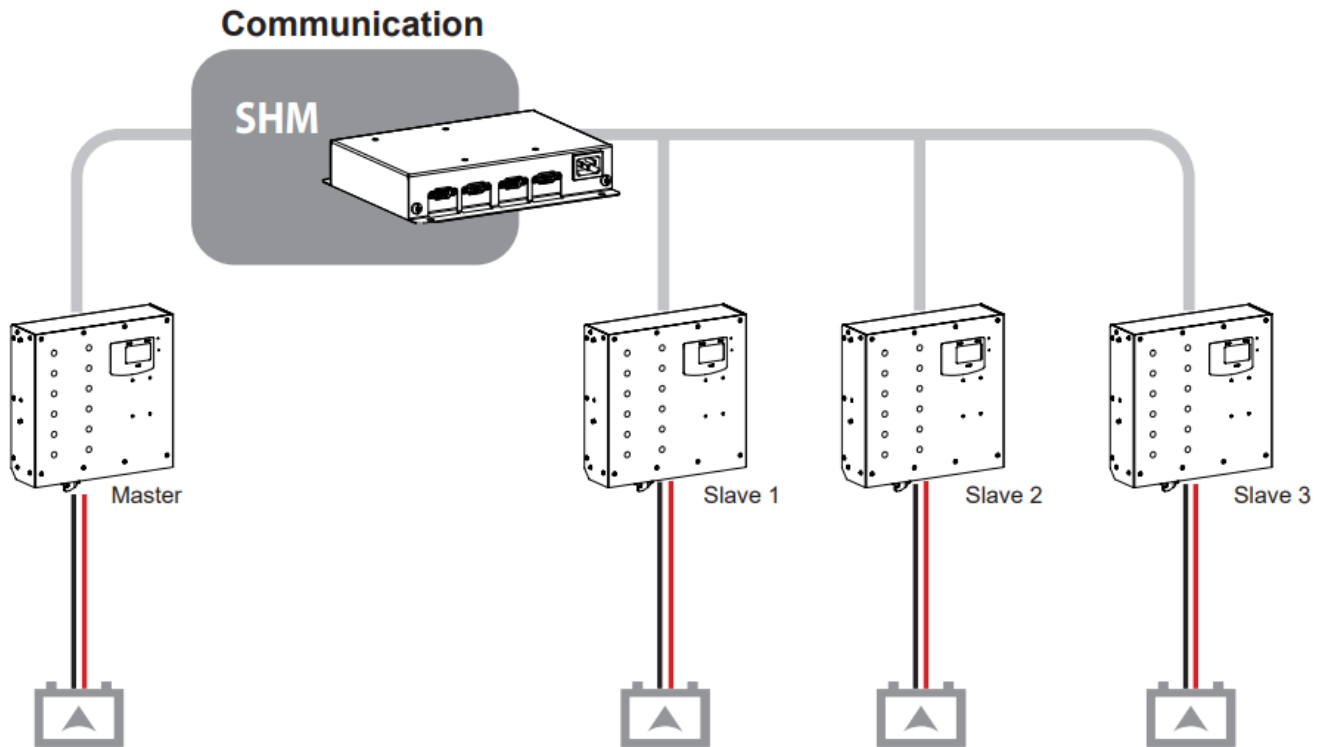 Communication
SHM
Master
Slave 1
Slave 2
Slave 3